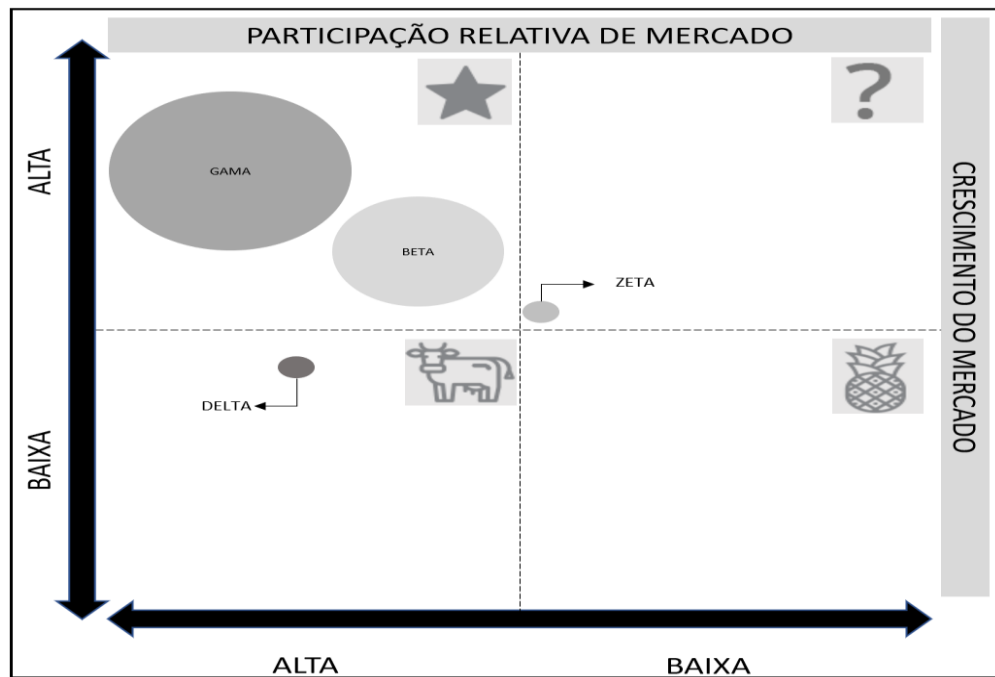 PARTICIPAÇÃO RELATIVA DE MERCADO
ALTA
?
GAMA
BETA
ZETA
CRESCIMENTO DO MERCADO
DELTA
BAIXA
ALTA
BAIXA